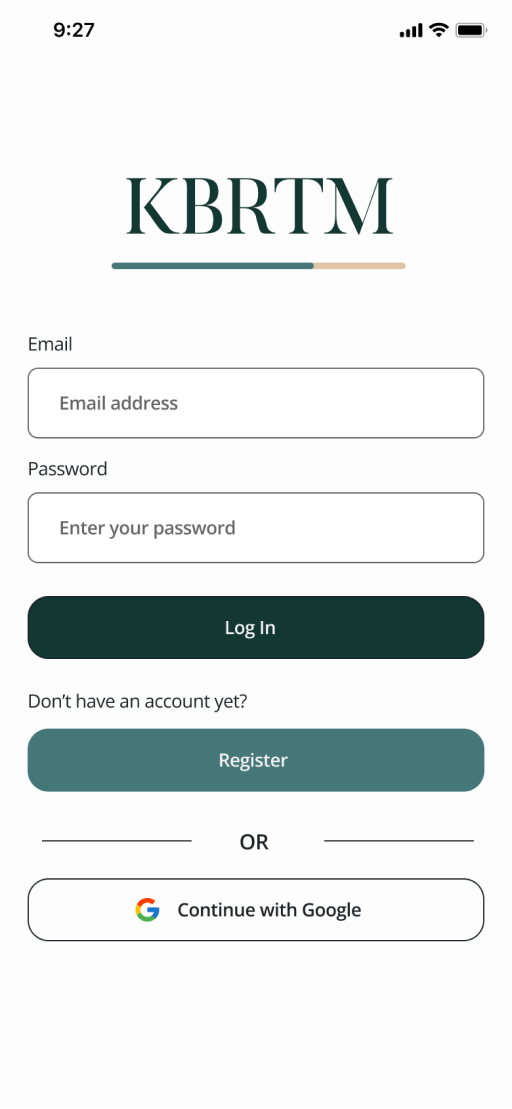 9:27
KBRTM
Email
Email address
Password
Enter your password
Log In
Don’t have an account yet?
Register
OR
Continue with Google